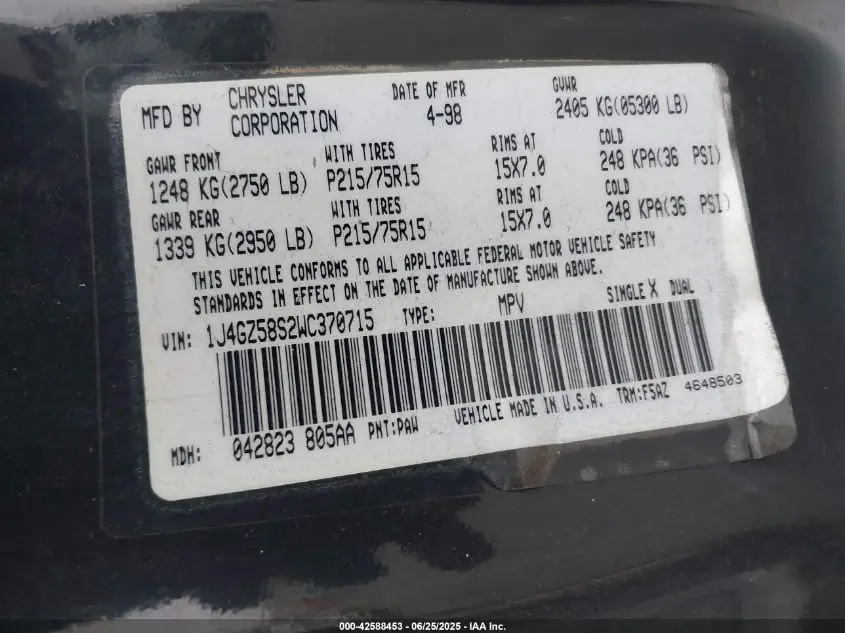 MFD BY CHRYSLER CORPORATION DATE OF MFR 4-98 GVWR 2405 KG(05300 LB)
GAWR FRONT WITH TIRES RIMS AT COLD
1248 KG(2750 LB) P215/75R15 15X7.0 248 KPA(36 PSI)
GAWR REAR WITH TIRES RIMS AT COLD
1339 KG(2950 LB) P215/75R15 15X7.0 248 KPA(36 PSI)
THIS VEHICLE CONFORMS TO ALL APPLICABLE FEDERAL MOTOR VEHICLE SAFETY
STANDARDS IN EFFECT ON THE DATE OF MANUFACTURE SHOWN ABOVE.
VIN: 1J4GZ58S2WC370715 TYPE: MPV SINGLE X DUAL
MDH: 042823 805AA PNT:PAW VEHICLE MADE IN U.S.A. TRM:F5AZ 4648503
000-42588453 - 06/25/2025 - IAA Inc.